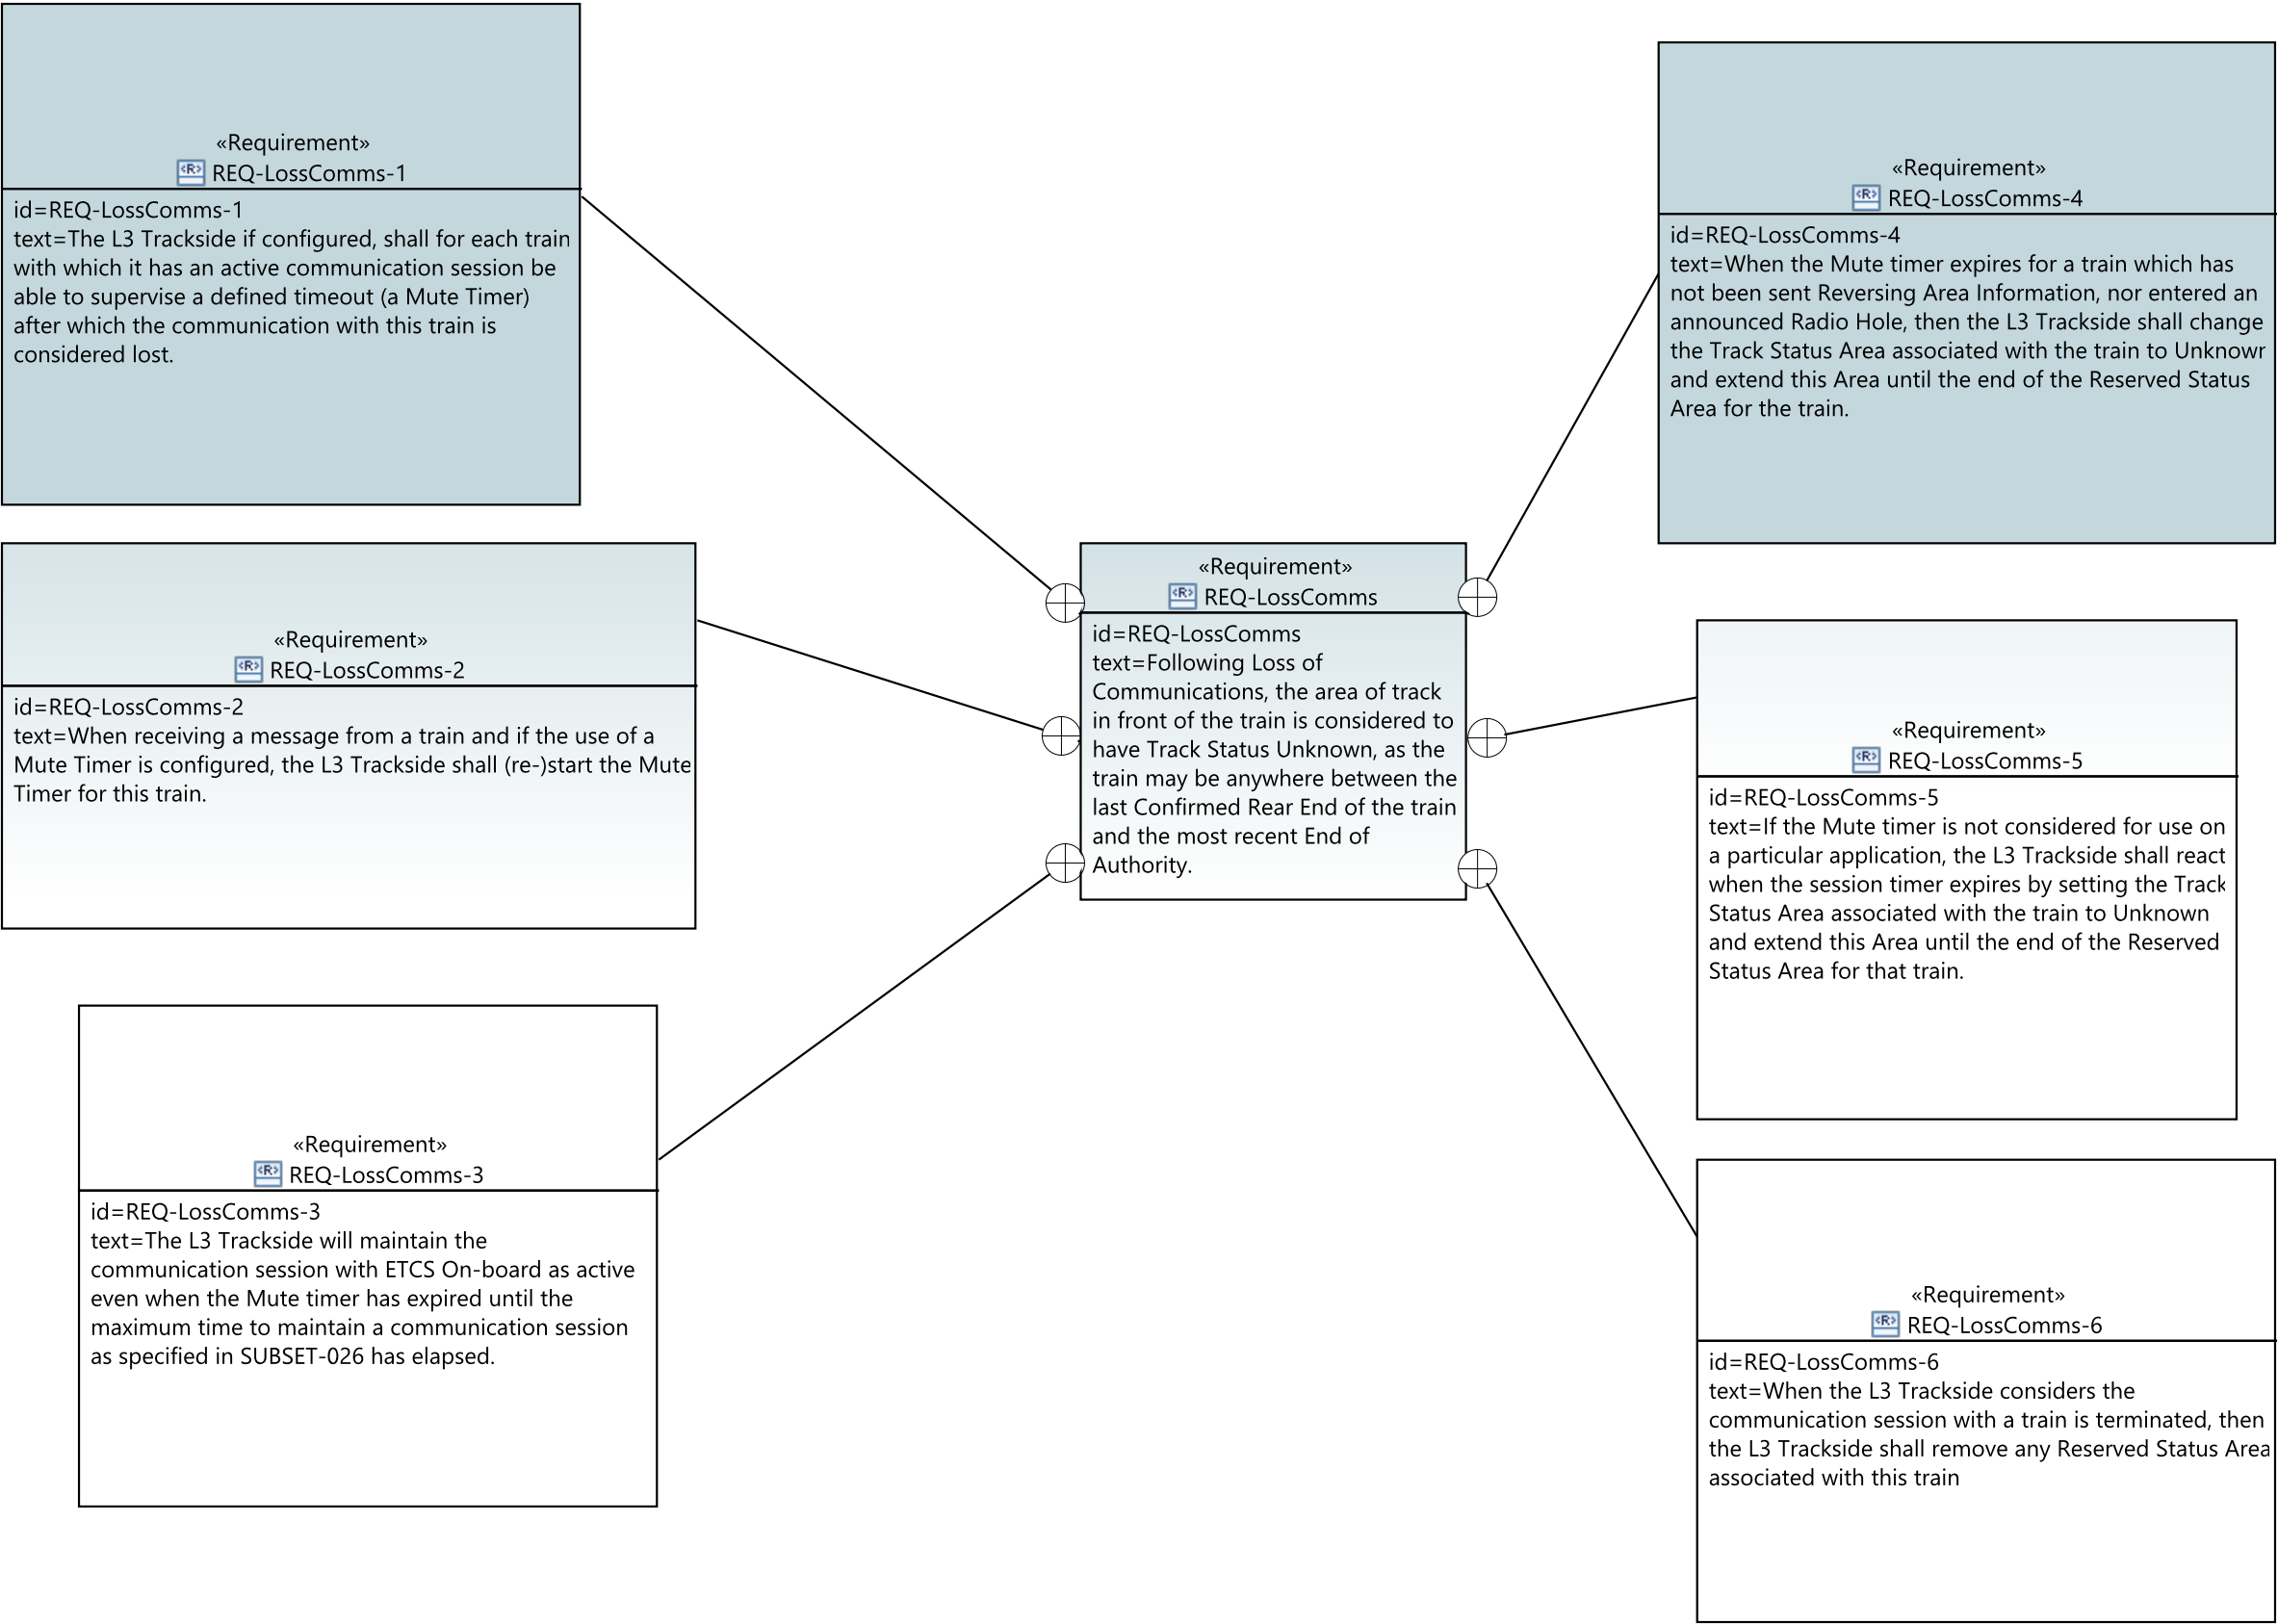 «Requirement»
REQ-LossComms-1
id=REQ-LossComms-1
text=The L3 Trackside if configured, shall for each train
with which it has an active communication session be
able to supervise a defined timeout (a Mute Timer)
after which the communication with this train is
considered lost.
«Requirement»
REQ-LossComms-2
id=REQ-LossComms-2
text=When receiving a message from a train and if the use of a
Mute Timer is configured, the L3 Trackside shall (re-)start the Mute
Timer for this train.
«Requirement»
REQ-LossComms-3
id=REQ-LossComms-3
text=The L3 Trackside will maintain the
communication session with ETCS On-board as active
even when the Mute timer has expired until the
maximum time to maintain a communication session
as specified in SUBSET-026 has elapsed.
«Requirement»
REQ-LossComms
id=REQ-LossComms
text=Following Loss of
Communications, the area of track
in front of the train is considered to
have Track Status Unknown, as the
train may be anywhere between the
last Confirmed Rear End of the train
and the most recent End of
Authority.
«Requirement»
REQ-LossComms-4
id=REQ-LossComms-4
text=When the Mute timer expires for a train which has
not been sent Reversing Area Information, nor entered an
announced Radio Hole, then the L3 Trackside shall change
the Track Status Area associated with the train to Unknown
and extend this Area until the end of the Reserved Status
Area for the train.
«Requirement»
REQ-LossComms-5
id=REQ-LossComms-5
text=If the Mute timer is not considered for use on
a particular application, the L3 Trackside shall react
when the session timer expires by setting the Track
Status Area associated with the train to Unknown
and extend this Area until the end of the Reserved
Status Area for that train.
«Requirement»
REQ-LossComms-6
id=REQ-LossComms-6
text=When the L3 Trackside considers the
communication session with a train is terminated, then
the L3 Trackside shall remove any Reserved Status Area
associated with this train